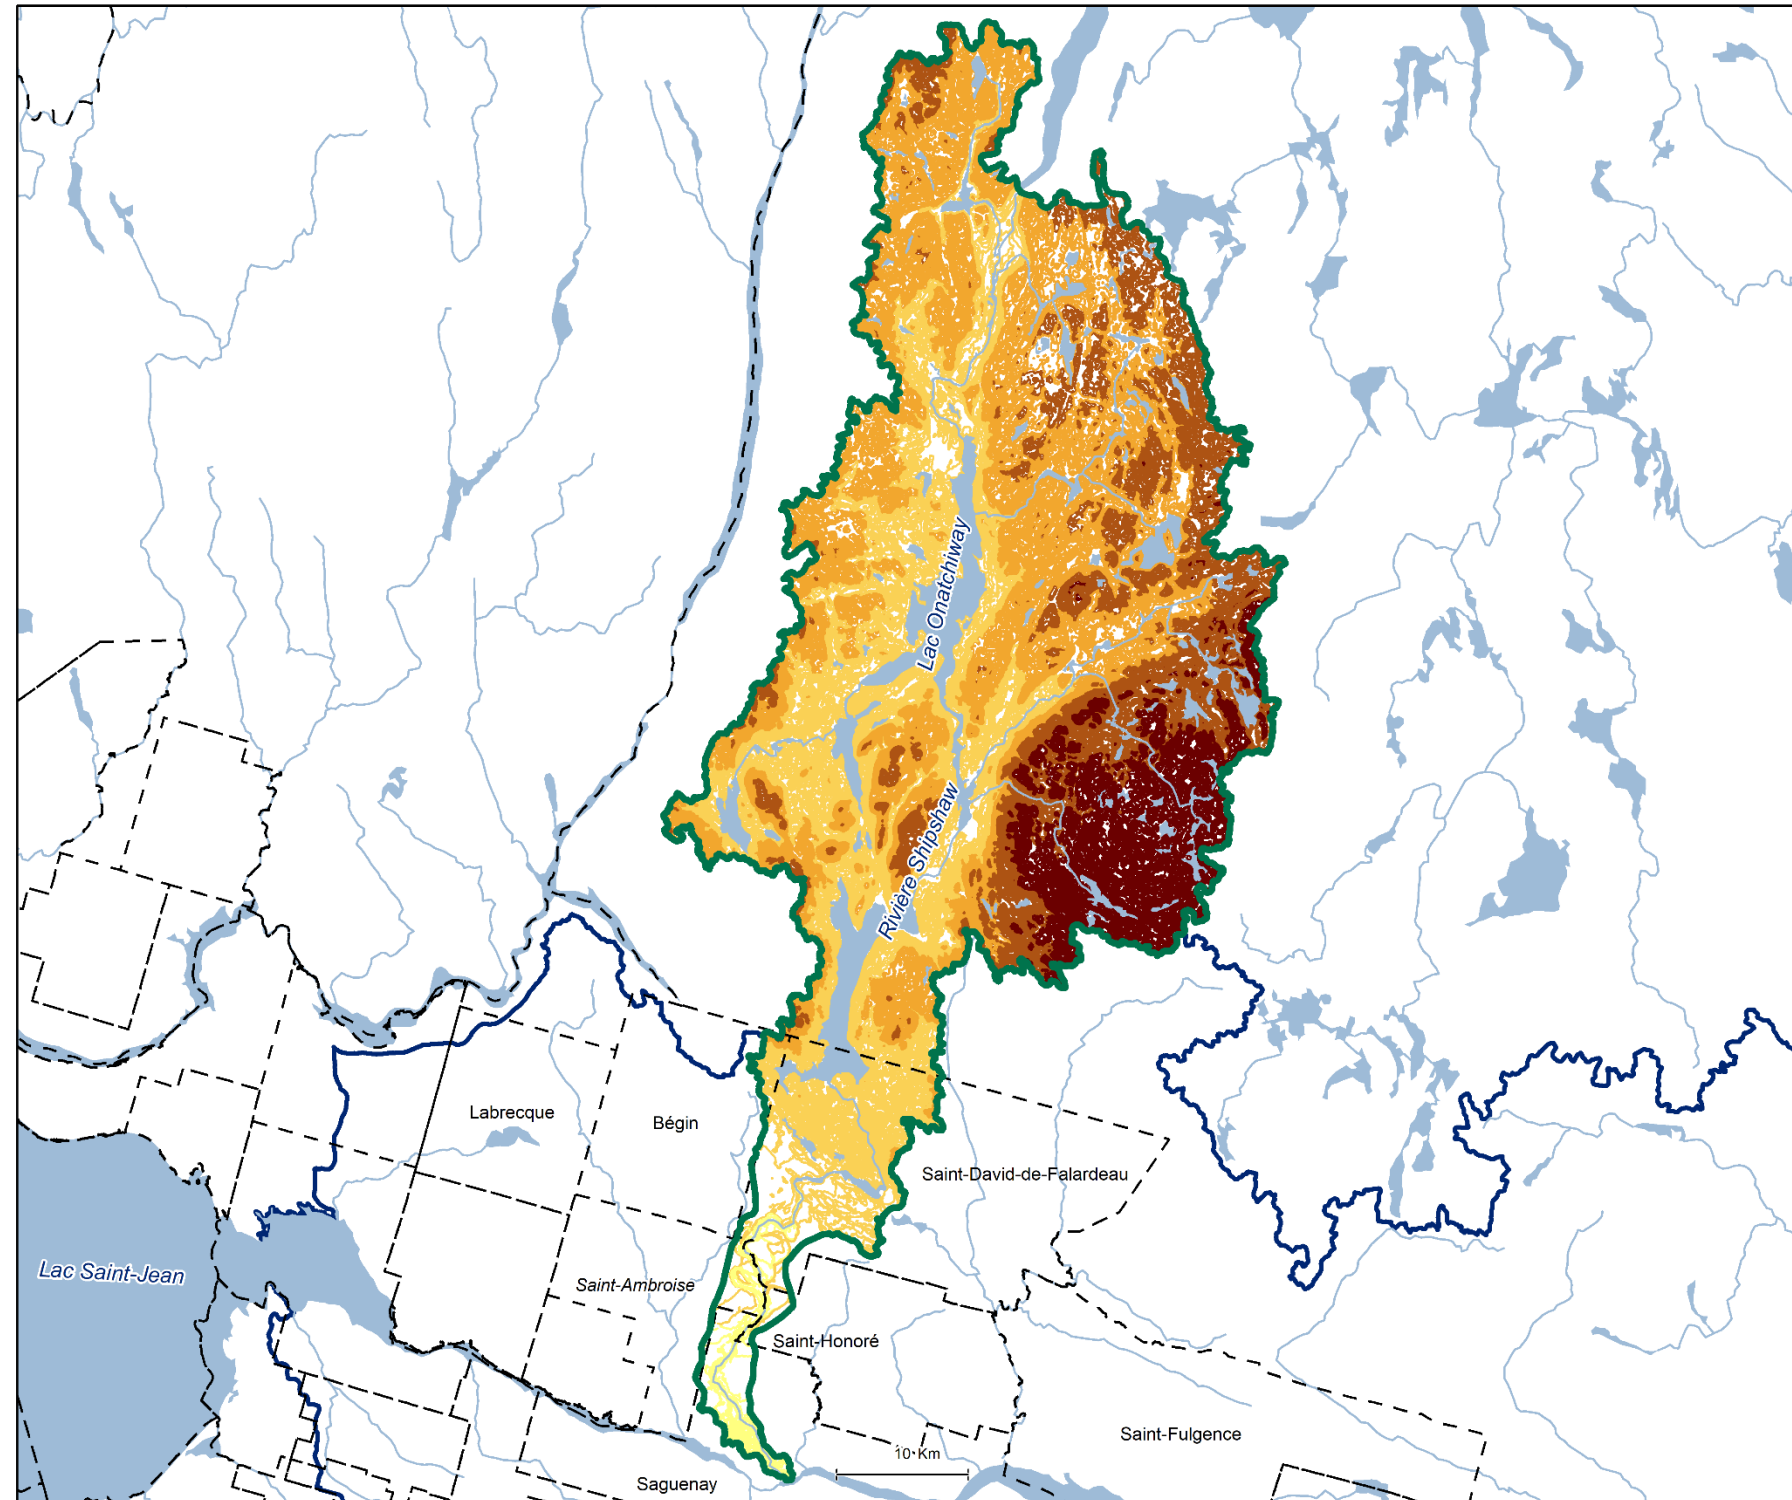 Lac Onatchiway
Rivière Shipshaw
Labrecque
Bégin
Saint-David-de-Falardeau
Lac Saint-Jean
Saint-Ambroise
Saint-Honoré
Saint-Fulgence
10 Km
Saguenay